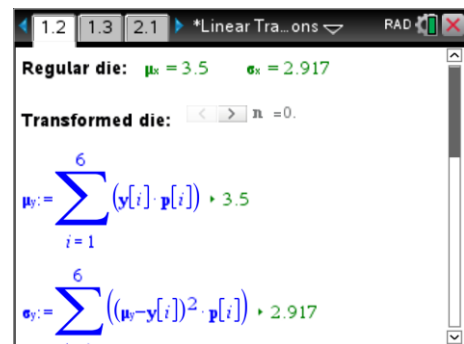 1.2 1.3 2.1 *Linear Tra…ons RAD
Regular die: μx = 3.5 σx = 2.917
Transformed die: < > n =0.
6
μy:= ∑ (y[i]·p[i]) ▸ 3.5
i = 1
6
σy:= ∑ ((μy−y[i])²·p[i]) ▸ 2.917